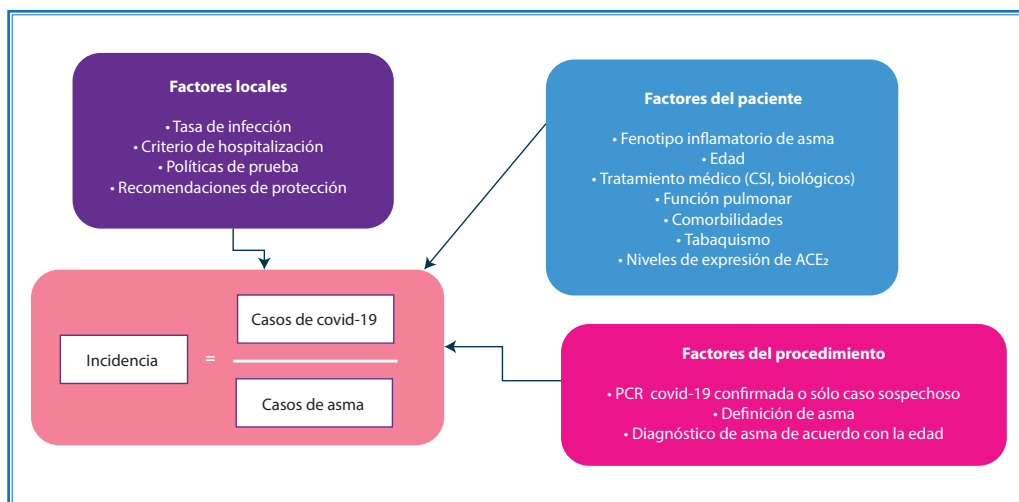 Factores locales
• Tasa de infección
• Criterio de hospitalización
• Políticas de prueba
• Recomendaciones de protección
Factores del paciente
• Fenotipo inflamatorio de asma
• Edad
• Tratamiento médico (CSI, biológicos)
• Función pulmonar
• Comorbilidades
• Tabaquismo
• Niveles de expresión de ACE₂
Incidencia
=
Casos de covid-19
Casos de asma
Factores del procedimiento
• PCR covid-19 confirmada o sólo caso sospechoso
• Definición de asma
• Diagnóstico de asma de acuerdo con la edad